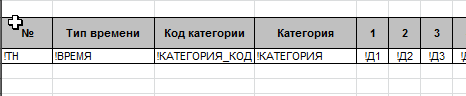 № Тип времени Код категории Категория 1 2 3
!ТН !ВРЕМЯ !КАТЕГОРИЯ_КОД !КАТЕГОРИЯ !Д1 !Д2 !Д3